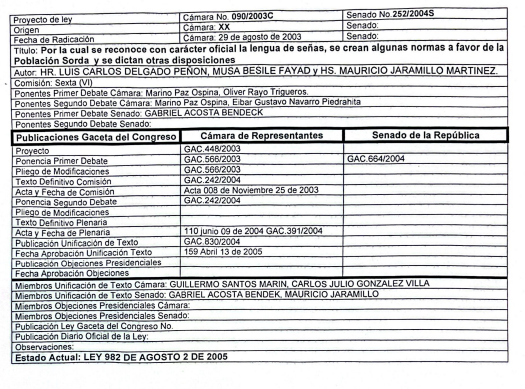 Proyecto de ley Cámara No. 090/2003C Senado No.252/2004S
Origen Cámara: XX Senado:
Fecha de Radicación Cámara: 29 de agosto de 2003 Senado:
Título: Por la cual se reconoce con carácter oficial la lengua de señas, se crean algunas normas a favor de la
Población Sorda y se dictan otras disposiciones
Autor: HR. LUIS CARLOS DELGADO PEÑON, MUSA BESILE FAYAD y HS. MAURICIO JARAMILLO MARTINEZ.
Comisión: Sexta (VI)
Ponentes Primer Debate Cámara: Marino Paz Ospina, Oliver Rayo Trigueros.
Ponentes Segundo Debate Cámara: Marino Paz Ospina, Eibar Gustavo Navarro Piedrahita
Ponentes Primer Debate Senado: GABRIEL ACOSTA BENDECK
Ponentes Segundo Debate Senado:
Publicaciones Gaceta del Congreso Cámara de Representantes Senado de la República
Proyecto GAC.448/2003
Ponencia Primer Debate GAC.566/2003 GAC.664/2004
Pliego de Modificaciones GAC.566/2003
Texto Definitivo Comisión GAC.242/2004
Acta y Fecha de Comisión Acta 008 de Noviembre 25 de 2003
Ponencia Segundo Debate GAC.242/2004
Pliego de Modificaciones
Texto Definitivo Plenaria
Acta y Fecha de Plenaria 110 junio 09 de 2004 GAC.391/2004
Publicación Unificación de Texto GAC.830/2004
Fecha Aprobación Unificación Texto 159 Abril 13 de 2005
Publicación Objeciones Presidenciales
Fecha Aprobación Objeciones
Miembros Unificación de Texto Cámara: GUILLERMO SANTOS MARIN, CARLOS JULIO GONZALEZ VILLA
Miembros Unificación de Texto Senado: GABRIEL ACOSTA BENDEK, MAURICIO JARAMILLO
Miembros Objeciones Presidenciales Cámara:
Miembros Objeciones Presidenciales Senado:
Publicación Ley Gaceta del Congreso No.
Publicación Diario Oficial de la Ley:
Observaciones:
Estado Actual: LEY 982 DE AGOSTO 2 DE 2005